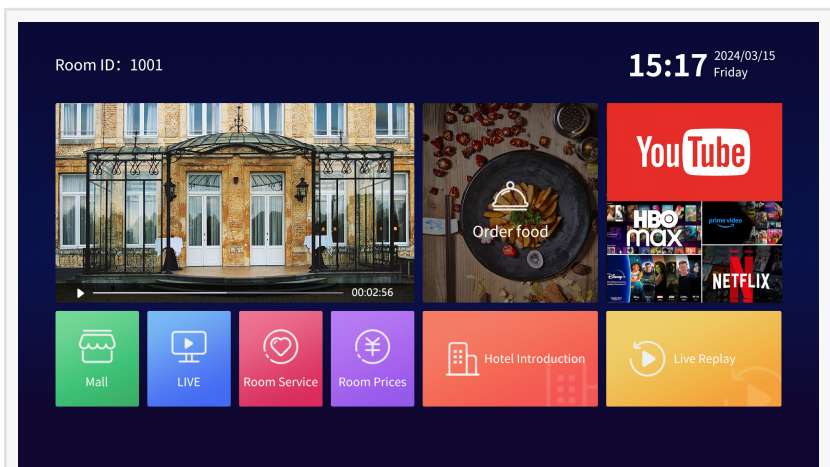 Room ID: 1001
15:17
2024/03/15
Friday
YouTube
Order food
HBO
max
prime video
Disney+
NETFLIX
00:02:56
Mall
LIVE
Room Service
Room Prices
Hotel Introduction
Live Replay